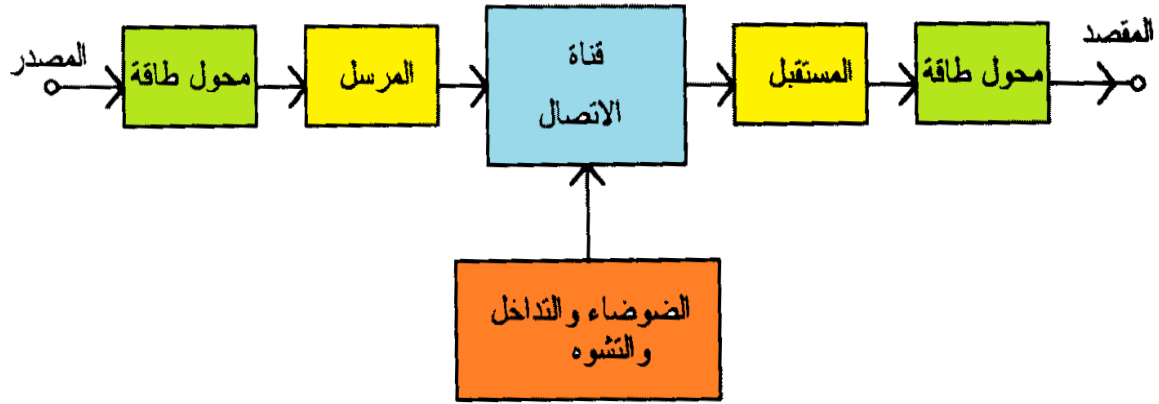 المصدر
محول طاقة
المرسل
قناة
الاتصال
المستقبل
محول طاقة
المقصد
الضوضاء والتداخل
والتشوه